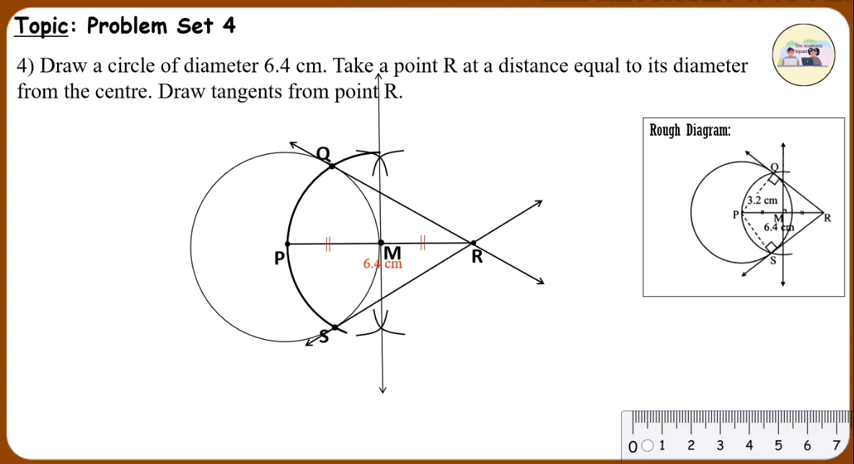 Topic: Problem Set 4
4) Draw a circle of diameter 6.4 cm. Take a point R at a distance equal to its diameter
from the centre. Draw tangents from point R.
Rough Diagram:
Q
3.2 cm
P
M
R
6.4 cm
S
Q
P
M
R
6.4 cm
S
0 1 2 3 4 5 6 7